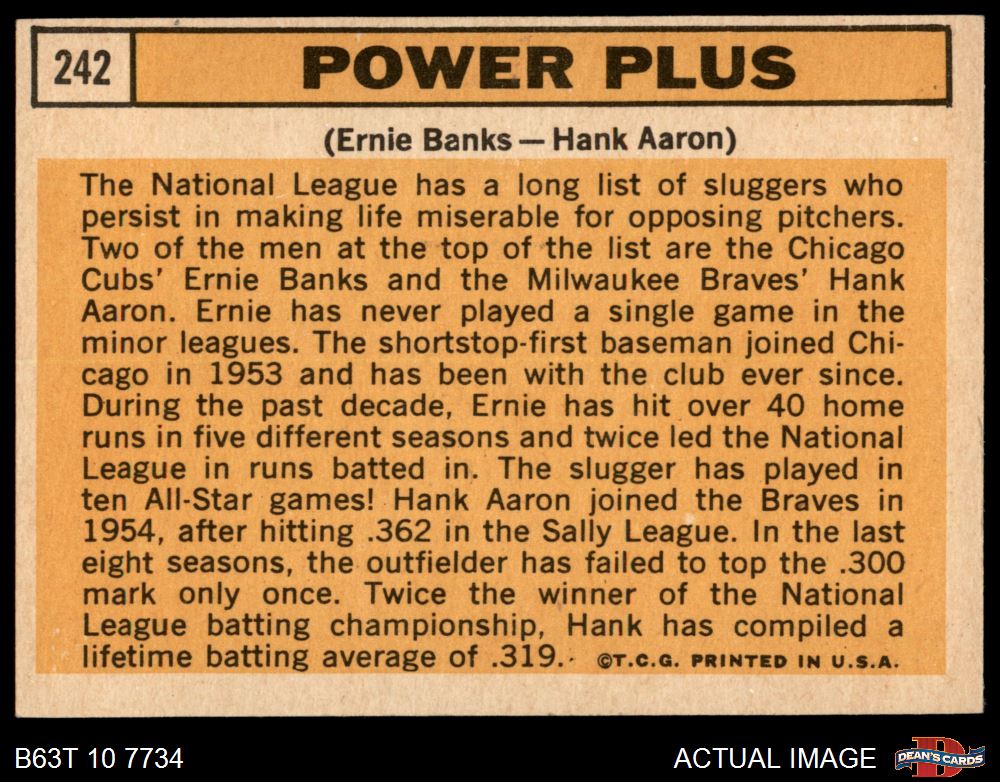 242
POWER PLUS
(Ernie Banks — Hank Aaron)
The National League has a long list of sluggers who
persist in making life miserable for opposing pitchers.
Two of the men at the top of the list are the Chicago
Cubs' Ernie Banks and the Milwaukee Braves' Hank
Aaron. Ernie has never played a single game in the
minor leagues. The shortstop-first baseman joined Chi-
cago in 1953 and has been with the club ever since.
During the past decade, Ernie has hit over 40 home
runs in five different seasons and twice led the National
League in runs batted in. The slugger has played in
ten All-Star games! Hank Aaron joined the Braves in
1954, after hitting .362 in the Sally League. In the last
eight seasons, the outfielder has failed to top the .300
mark only once. Twice the winner of the National
League batting championship, Hank has compiled a
lifetime batting average of .319. ©T.C.G. PRINTED IN U.S.A.
B63T 10 7734
ACTUAL IMAGE
D
DEAN'S CARDS